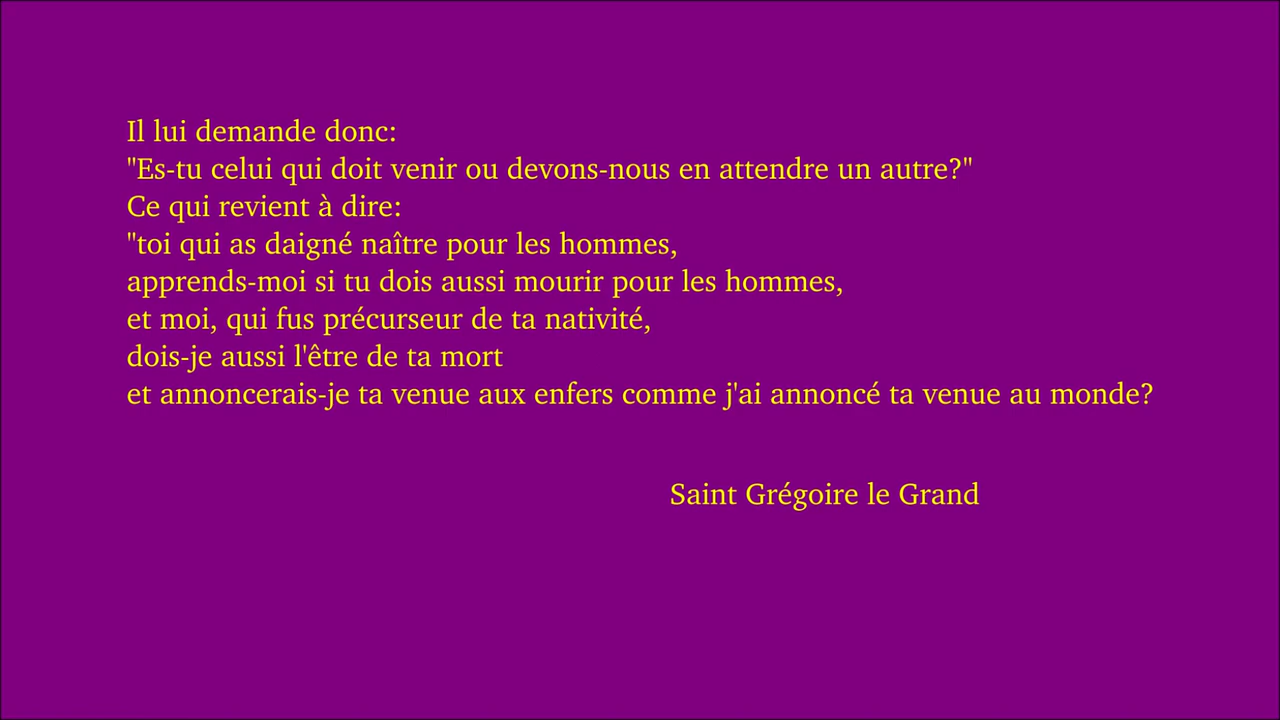 Il lui demande donc:
"Es-tu celui qui doit venir ou devons-nous en attendre un autre?"
Ce qui revient à dire:
"toi qui as daigné naître pour les hommes,
apprends-moi si tu dois aussi mourir pour les hommes,
et moi, qui fus précurseur de ta nativité,
dois-je aussi l'être de ta mort
et annoncerais-je ta venue aux enfers comme j'ai annoncé ta venue au monde?
Saint Grégoire le Grand